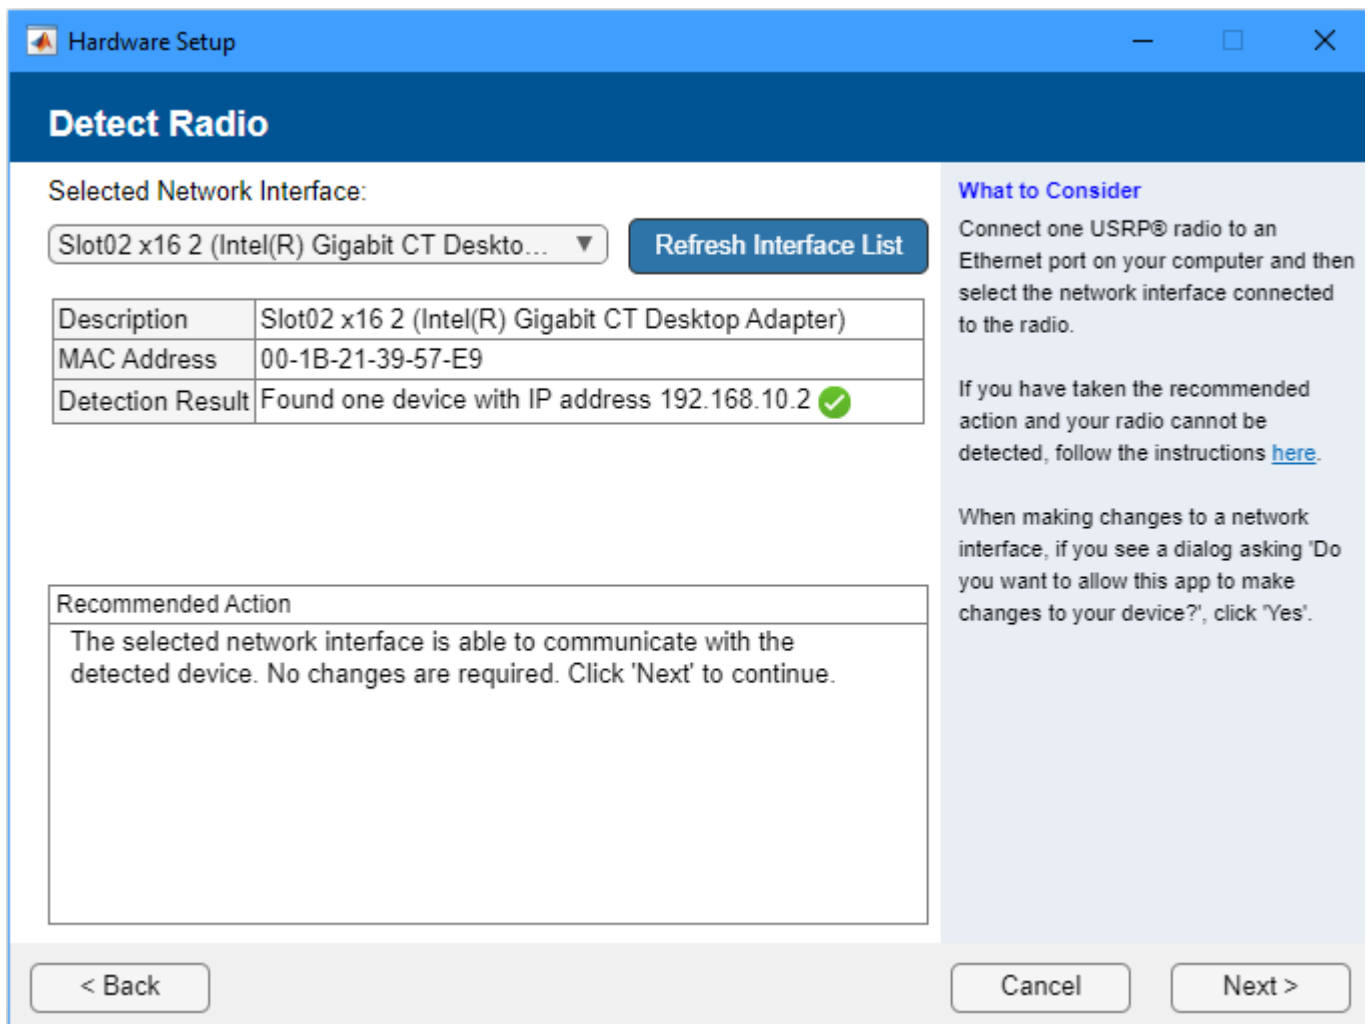 Hardware Setup
Detect Radio
Selected Network Interface:
Slot02 x16 2 (Intel(R) Gigabit CT Deskto... ▼
Refresh Interface List
Description Slot02 x16 2 (Intel(R) Gigabit CT Desktop Adapter)
MAC Address 00-1B-21-39-57-E9
Detection Result Found one device with IP address 192.168.10.2
Recommended Action
The selected network interface is able to communicate with the
detected device. No changes are required. Click 'Next' to continue.
What to Consider
Connect one USRP® radio to an
Ethernet port on your computer and then
select the network interface connected
to the radio.
If you have taken the recommended
action and your radio cannot be
detected, follow the instructions here.
When making changes to a network
interface, if you see a dialog asking 'Do
you want to allow this app to make
changes to your device?', click 'Yes'.
< Back
Cancel
Next >